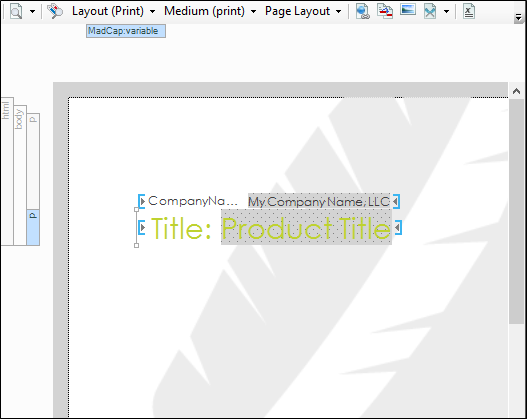 Layout (Print) Medium (print) Page Layout
MadCap:variable
html
body
p
p
CompanyNa... My Company Name, LLC
Title: Product Title